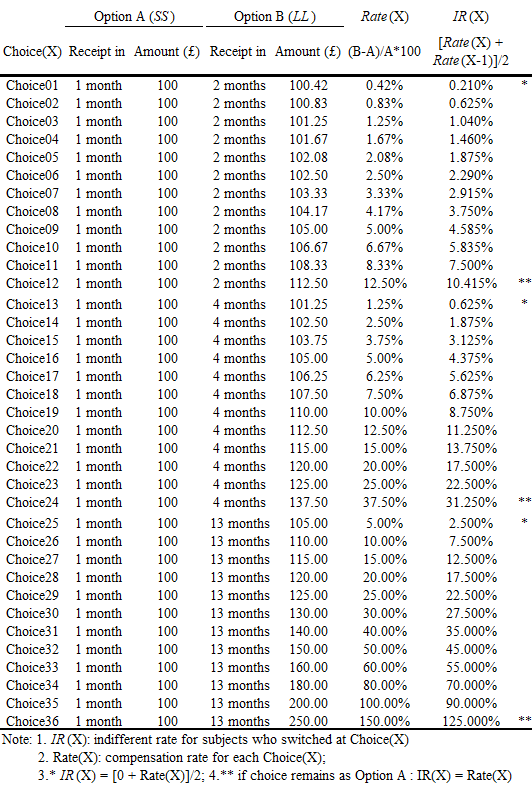 Option A (SS) Option B (LL) Rate(X) IR(X)
Choice(X) Receipt in Amount (£) Receipt in Amount (£) (B-A)/A*100 [Rate(X) + Rate(X-1)]/2
Choice01 1 month 100 2 months 100.42 0.42% 0.210% *
Choice02 1 month 100 2 months 100.83 0.83% 0.625%
Choice03 1 month 100 2 months 101.25 1.25% 1.040%
Choice04 1 month 100 2 months 101.67 1.67% 1.460%
Choice05 1 month 100 2 months 102.08 2.08% 1.875%
Choice06 1 month 100 2 months 102.50 2.50% 2.290%
Choice07 1 month 100 2 months 103.33 3.33% 2.915%
Choice08 1 month 100 2 months 104.17 4.17% 3.750%
Choice09 1 month 100 2 months 105.00 5.00% 4.585%
Choice10 1 month 100 2 months 106.67 6.67% 5.835%
Choice11 1 month 100 2 months 108.33 8.33% 7.500%
Choice12 1 month 100 2 months 112.50 12.50% 10.415% **
Choice13 1 month 100 4 months 101.25 1.25% 0.625% *
Choice14 1 month 100 4 months 102.50 2.50% 1.875%
Choice15 1 month 100 4 months 103.75 3.75% 3.125%
Choice16 1 month 100 4 months 105.00 5.00% 4.375%
Choice17 1 month 100 4 months 106.25 6.25% 5.625%
Choice18 1 month 100 4 months 107.50 7.50% 6.875%
Choice19 1 month 100 4 months 110.00 10.00% 8.750%
Choice20 1 month 100 4 months 112.50 12.50% 11.250%
Choice21 1 month 100 4 months 115.00 15.00% 13.750%
Choice22 1 month 100 4 months 120.00 20.00% 17.500%
Choice23 1 month 100 4 months 125.00 25.00% 22.500%
Choice24 1 month 100 4 months 137.50 37.50% 31.250% **
Choice25 1 month 100 13 months 105.00 5.00% 2.500% *
Choice26 1 month 100 13 months 110.00 10.00% 7.500%
Choice27 1 month 100 13 months 115.00 15.00% 12.500%
Choice28 1 month 100 13 months 120.00 20.00% 17.500%
Choice29 1 month 100 13 months 125.00 25.00% 22.500%
Choice30 1 month 100 13 months 130.00 30.00% 27.500%
Choice31 1 month 100 13 months 140.00 40.00% 35.000%
Choice32 1 month 100 13 months 150.00 50.00% 45.000%
Choice33 1 month 100 13 months 160.00 60.00% 55.000%
Choice34 1 month 100 13 months 180.00 80.00% 70.000%
Choice35 1 month 100 13 months 200.00 100.00% 90.000%
Choice36 1 month 100 13 months 250.00 150.00% 125.000% **
Note: 1. IR(X): indifferent rate for subjects who switched at Choice(X)
2. Rate(X): compensation rate for each Choice(X);
3.* IR(X) = [0 + Rate(X)]/2; 4.** if choice remains as Option A : IR(X) = Rate(X)